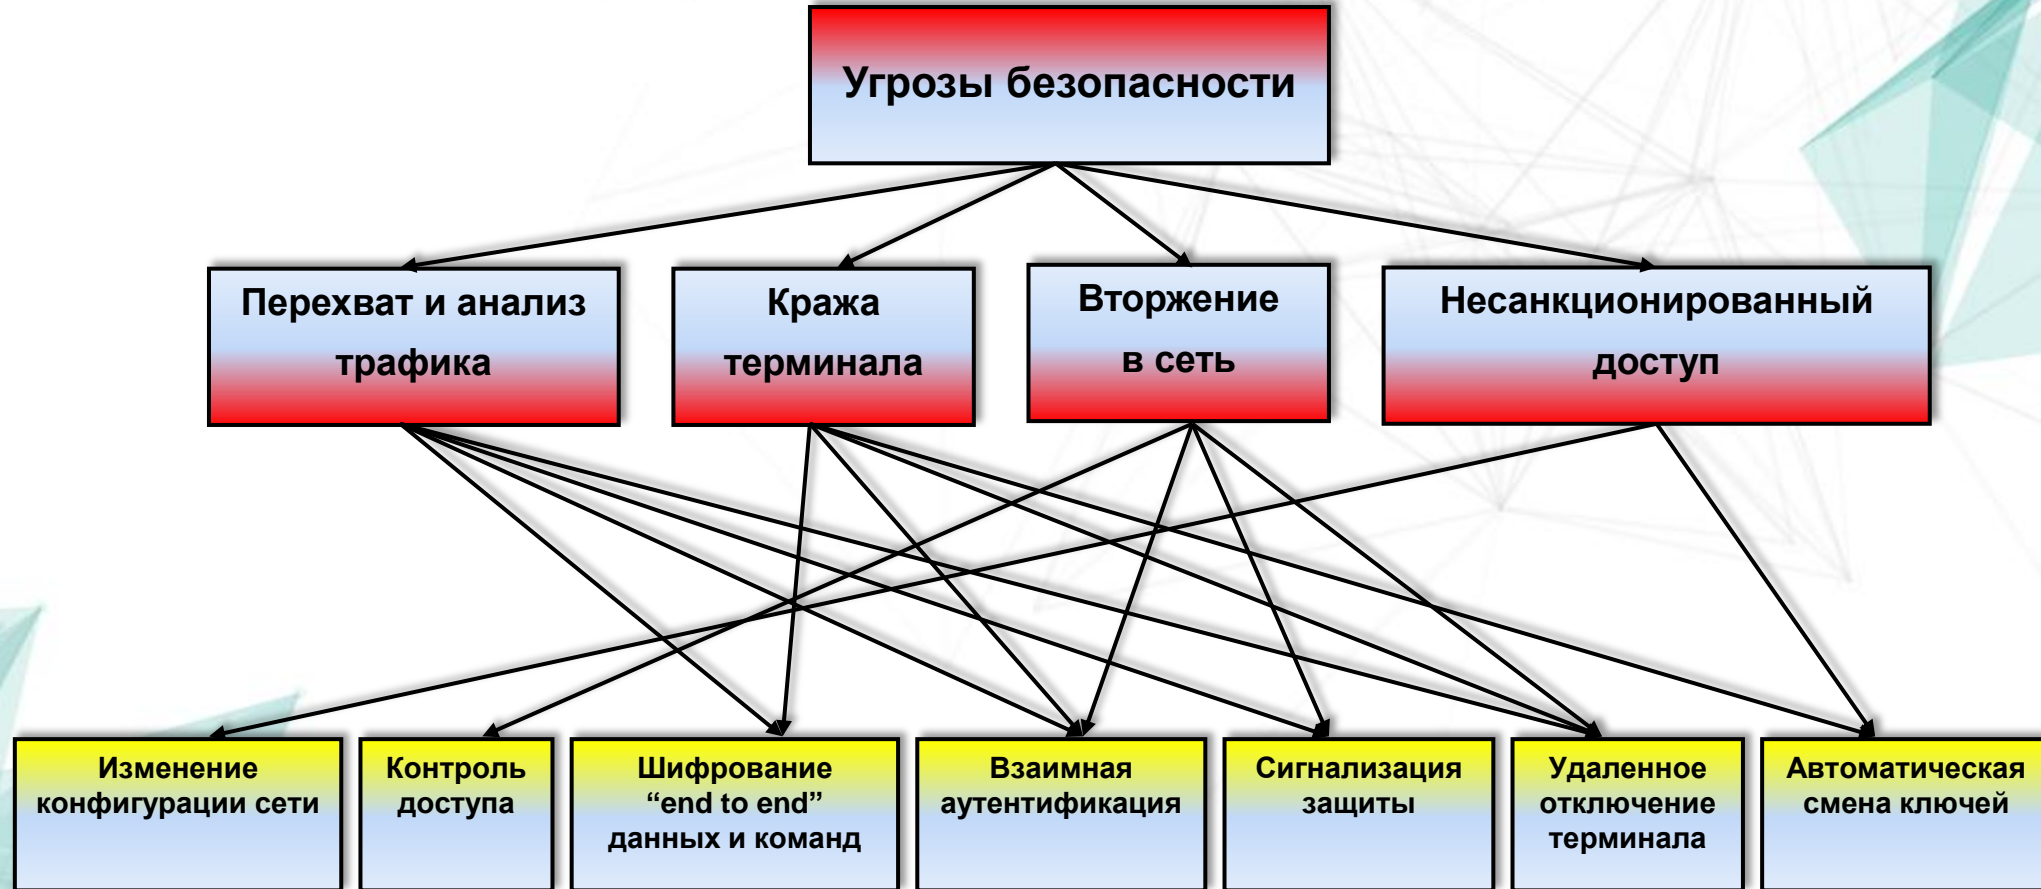 Угрозы безопасности
Перехват и анализ
трафика
Кража
терминала
Вторжение
в сеть
Несанкционированный
доступ
Изменение
конфигурации сети
Контроль
доступа
Шифрование
“end to end”
данных и команд
Взаимная
аутентификация
Сигнализация
защиты
Удаленное
отключение
терминала
Автоматическая
смена ключей